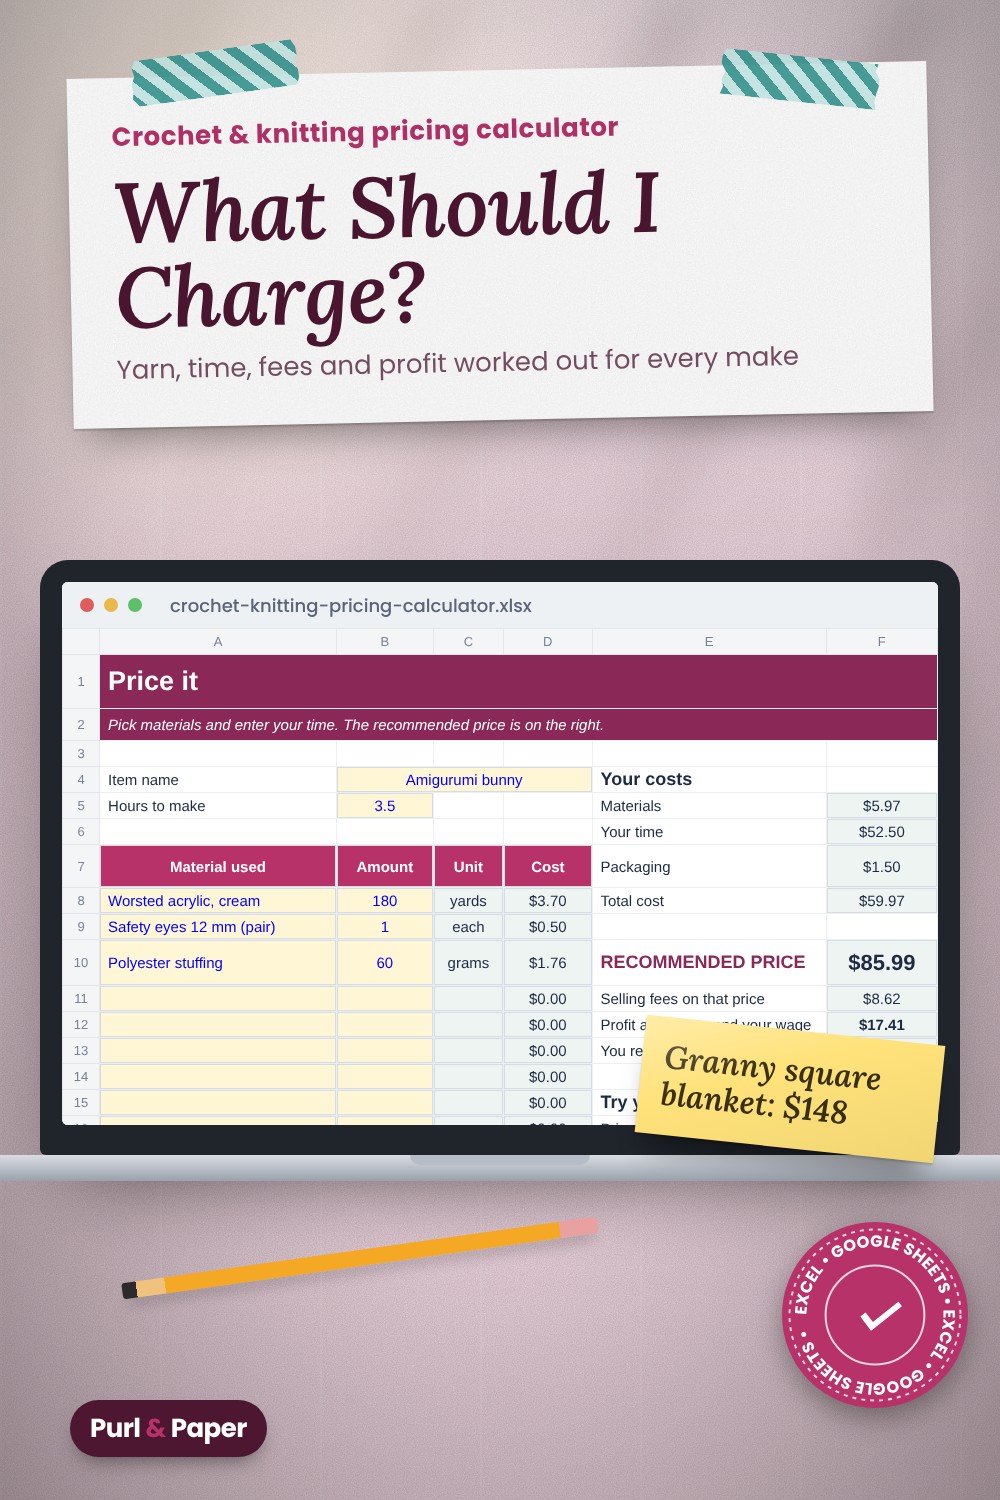 Crochet & knitting pricing calculator
What Should I
Charge?
Yarn, time, fees and profit worked out for every make
crochet-knitting-pricing-calculator.xlsx
A B C D E F
1 Price it
2 Pick materials and enter your time. The recommended price is on the right.
3
4 Item name Amigurumi bunny Your costs
5 Hours to make 3.5 Materials $5.97
6 Your time $52.50
7 Material used Amount Unit Cost Packaging $1.50
8 Worsted acrylic, cream 180 yards $3.70 Total cost $59.97
9 Safety eyes 12 mm (pair) 1 each $0.50
10 Polyester stuffing 60 grams $1.76 RECOMMENDED PRICE $85.99
11 $0.00 Selling fees on that price $8.62
12 $0.00 Profit your wage $17.41
13 $0.00 You
14 $0.00
15 $0.00 Try
Granny square
blanket: $148
EXCEL • GOOGLE SHEETS • EXCEL • GOOGLE SHEETS •
Purl & Paper